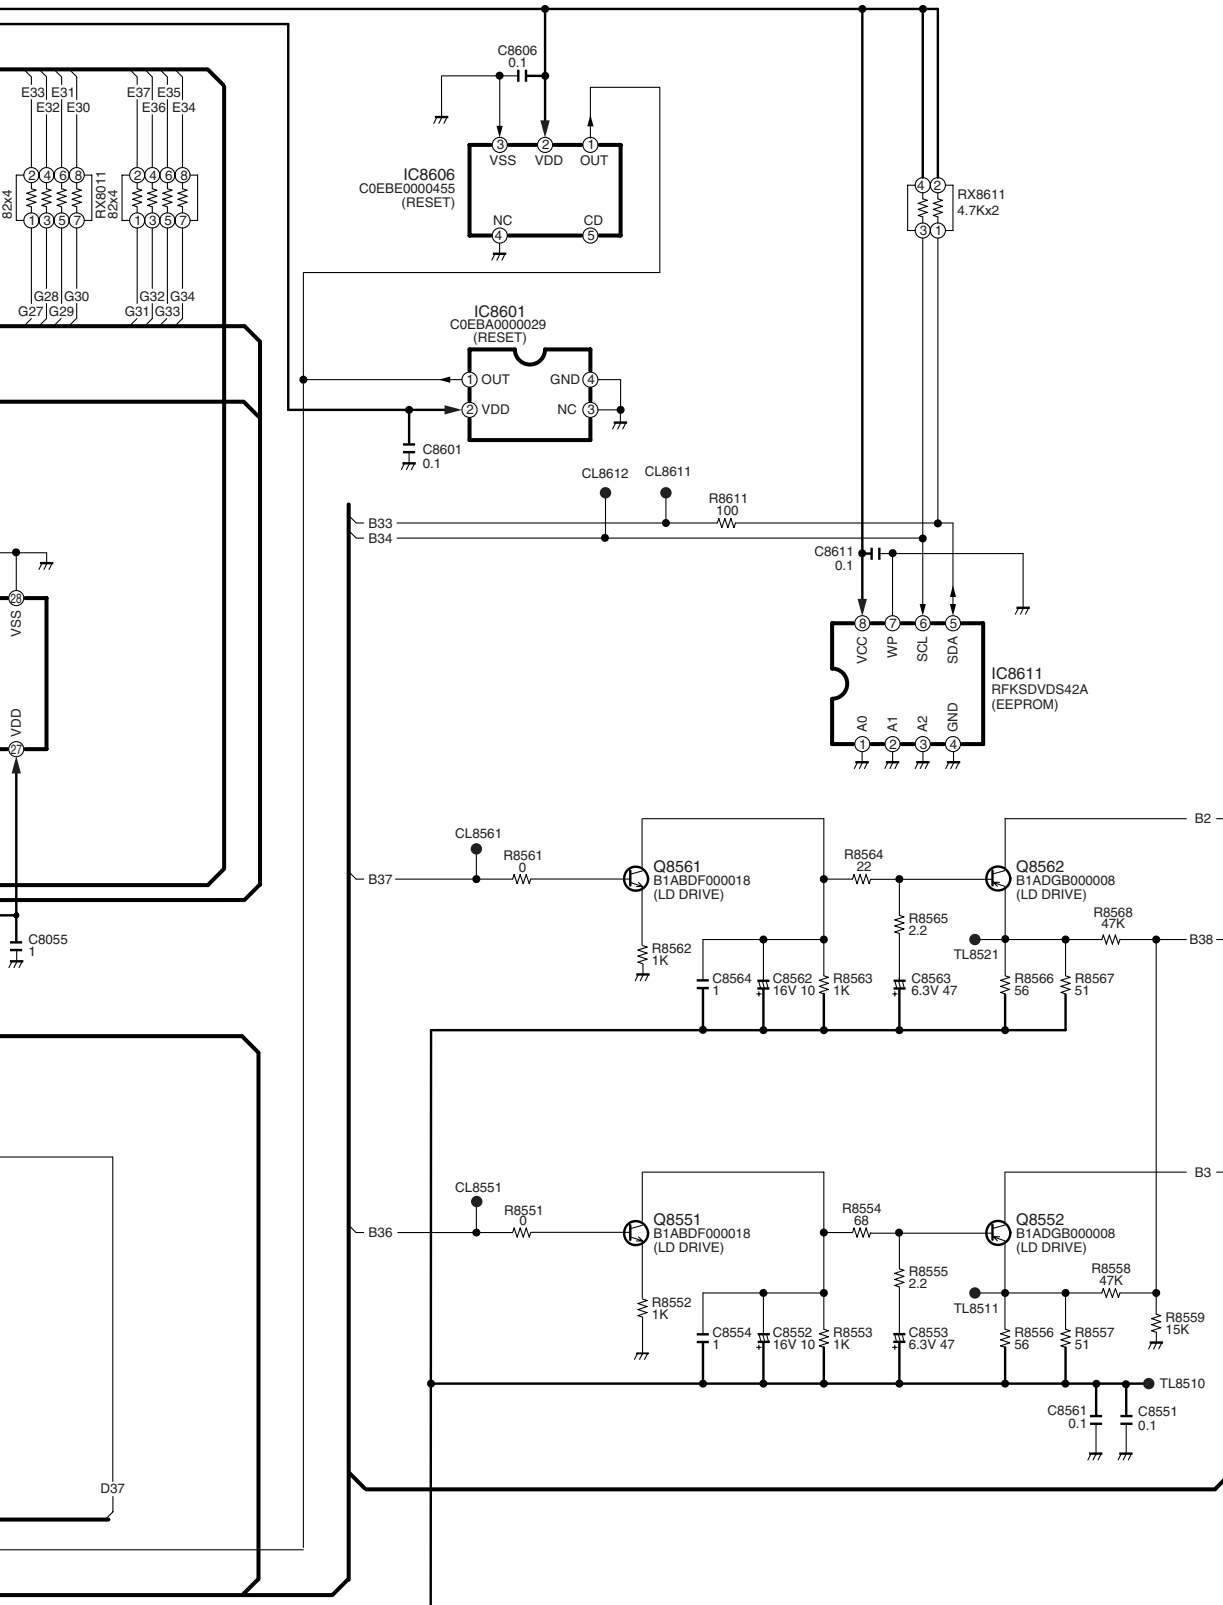 C8606
0.1
E33 E31
E32 E30
E37 E35
E36 E34
3 2 1
VSS VDD OUT
IC8606
C0EBE0000455
(RESET)
NC CD
4 5
2 4 6 8
82x4
RX8011
1 3 5 7
2 4 6 8
82x4
1 3 5 7
4 2
RX8611
4.7Kx2
3 1
G28 G30
G27 G29
G32 G34
G31 G33
IC8601
C0EBA0000029
(RESET)
1 OUT GND 4
2 VDD NC 3
C8601
0.1
CL8612 CL8611
R8611
100
B33
B34
C8611
0.1
28
VSS
VDD
27
8 7 6 5
VCC WP SCL SDA
IC8611
RFKSDVDS42A
(EEPROM)
A0 A1 A2 GND
1 2 3 4
B2
CL8561
R8561
0
B37
Q8561
B1ABDF000018
(LD DRIVE)
R8564
22
Q8562
B1ADGB000008
(LD DRIVE)
R8565
2.2
R8568
47K
B38
TL8521
C8055
1
R8562
1K
C8564
1
C8562
16V 10
R8563
1K
C8563
6.3V 47
R8566
56
R8567
51
B3
CL8551
R8551
0
B36
Q8551
B1ABDF000018
(LD DRIVE)
R8554
68
Q8552
B1ADGB000008
(LD DRIVE)
R8555
2.2
R8558
47K
TL8511
R8552
1K
C8554
1
C8552
16V 10
R8553
1K
C8553
6.3V 47
R8556
56
R8557
51
R8559
15K
TL8510
C8561
0.1
C8551
0.1
D37